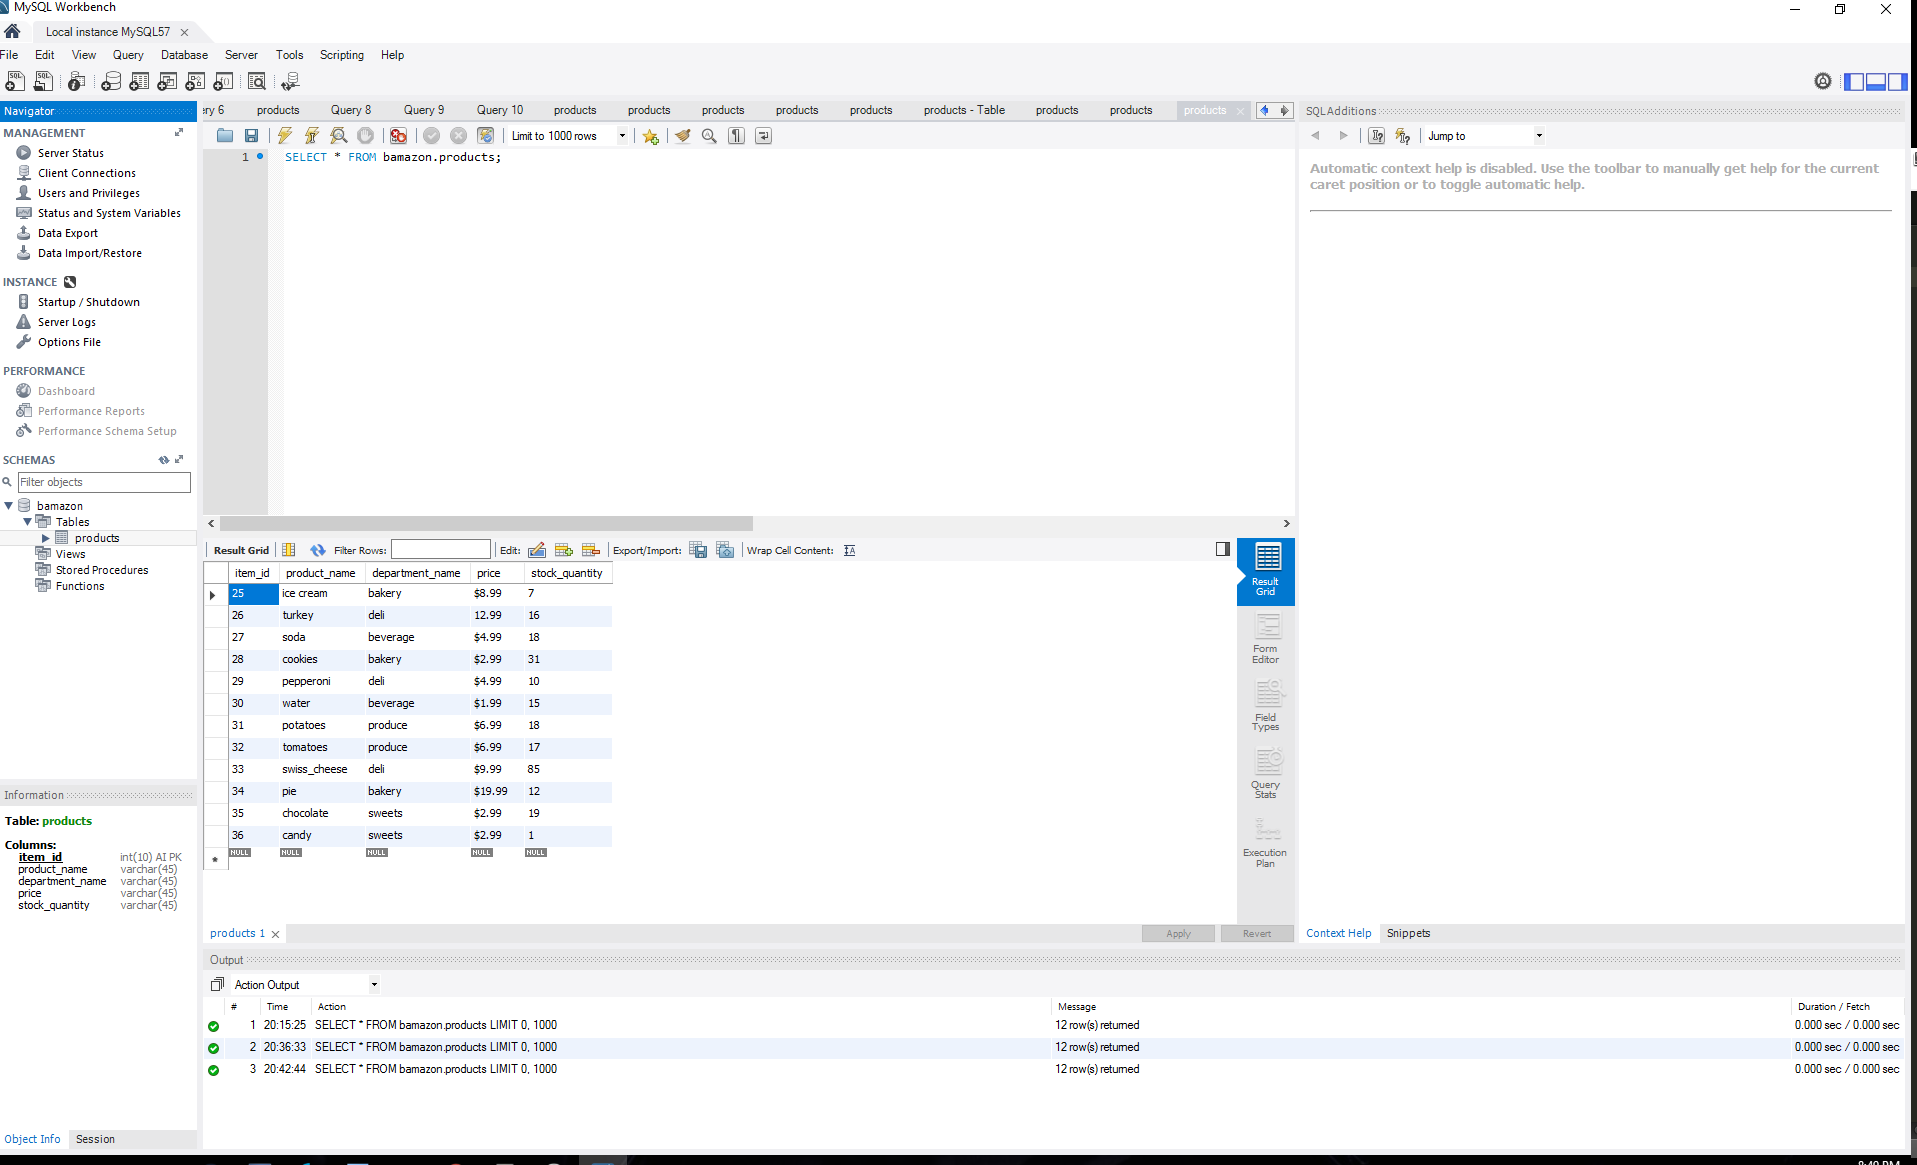 MySQL Workbench
Local instance MySQL57
File Edit View Query Database Server Tools Scripting Help
Navigator
MANAGEMENT
Server Status
Client Connections
Users and Privileges
Status and System Variables
Data Export
Data Import/Restore
INSTANCE
Startup / Shutdown
Server Logs
Options File
PERFORMANCE
Dashboard
Performance Reports
Performance Schema Setup
SCHEMAS
Filter objects
bamazon
Tables
products
Views
Stored Procedures
Functions
Information
Table: products
Columns:
item_id int(10) AI PK
product_name varchar(45)
department_name varchar(45)
price varchar(45)
stock_quantity varchar(45)
Object Info Session
ry 6 products Query 8 Query 9 Query 10 products products products products products products - Table products products products
Limit to 1000 rows
1 SELECT * FROM bamazon.products;
Result Grid Filter Rows: Edit: Export/Import: Wrap Cell Content:
item_id product_name department_name price stock_quantity
25 ice cream bakery $8.99 7
26 turkey deli 12.99 16
27 soda beverage $4.99 18
28 cookies bakery $2.99 31
29 pepperoni deli $4.99 10
30 water beverage $1.99 15
31 potatoes produce $6.99 18
32 tomatoes produce $6.99 17
33 swiss_cheese deli $9.99 85
34 pie bakery $19.99 12
35 chocolate sweets $2.99 19
36 candy sweets $2.99 1
NULL NULL NULL NULL NULL
Result
Grid
Form
Editor
Field
Types
Query
Stats
Execution
Plan
products 1 Apply Revert
SQLAdditions
Jump to
Automatic context help is disabled. Use the toolbar to manually get help for the current
caret position or to toggle automatic help.
Context Help Snippets
Output
Action Output
# Time Action Message Duration / Fetch
1 20:15:25 SELECT * FROM bamazon.products LIMIT 0, 1000 12 row(s) returned 0.000 sec / 0.000 sec
2 20:36:33 SELECT * FROM bamazon.products LIMIT 0, 1000 12 row(s) returned 0.000 sec / 0.000 sec
3 20:42:44 SELECT * FROM bamazon.products LIMIT 0, 1000 12 row(s) returned 0.000 sec / 0.000 sec